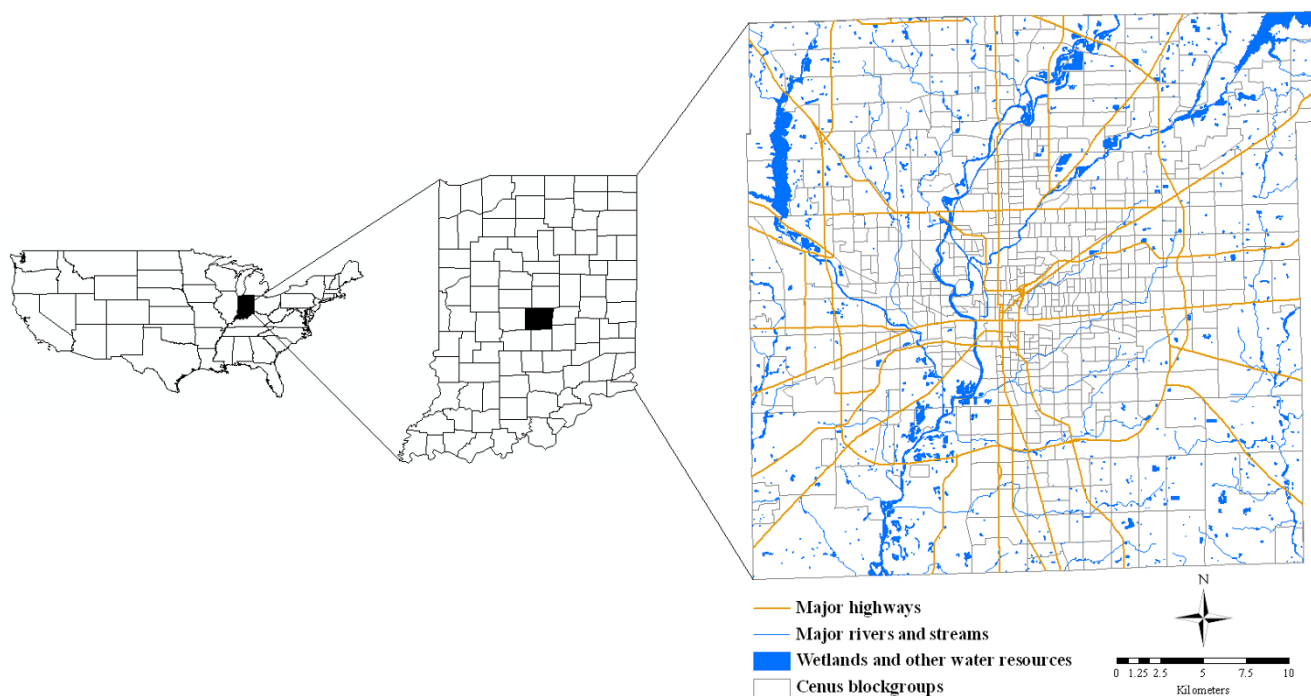 N
Major highways
Major rivers and streams
Wetlands and other water resources
Cenus blockgroups
0 1.25 2.5 5 7.5 10
Kilometers